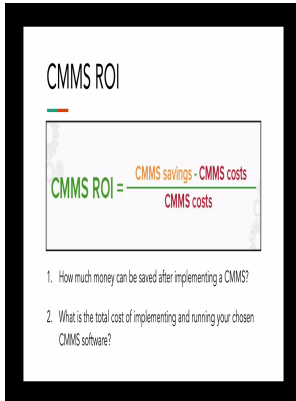 CMMS ROI
CMMS savings - CMMS costs
CMMS ROI =
CMMS costs
1. How much money can be saved after implementing a CMMS?
2. What is the total cost of implementing and running your chosen
CMMS software?